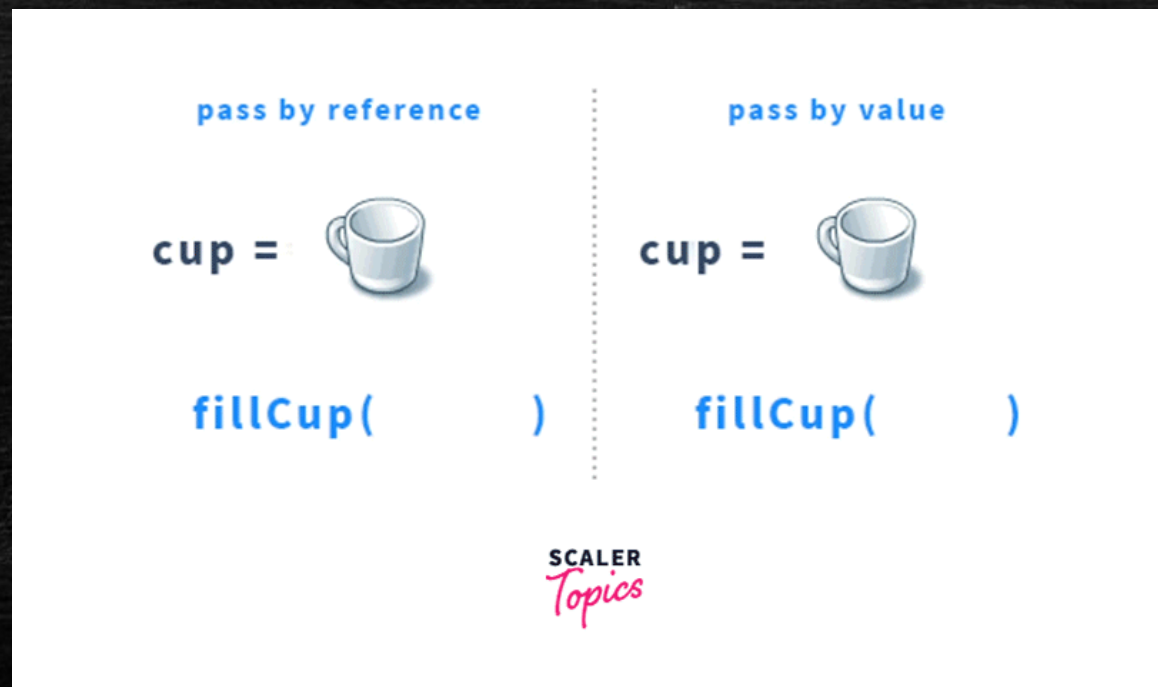 pass by reference
cup =
fillCup( )
pass by value
cup =
fillCup( )
SCALER
Topics